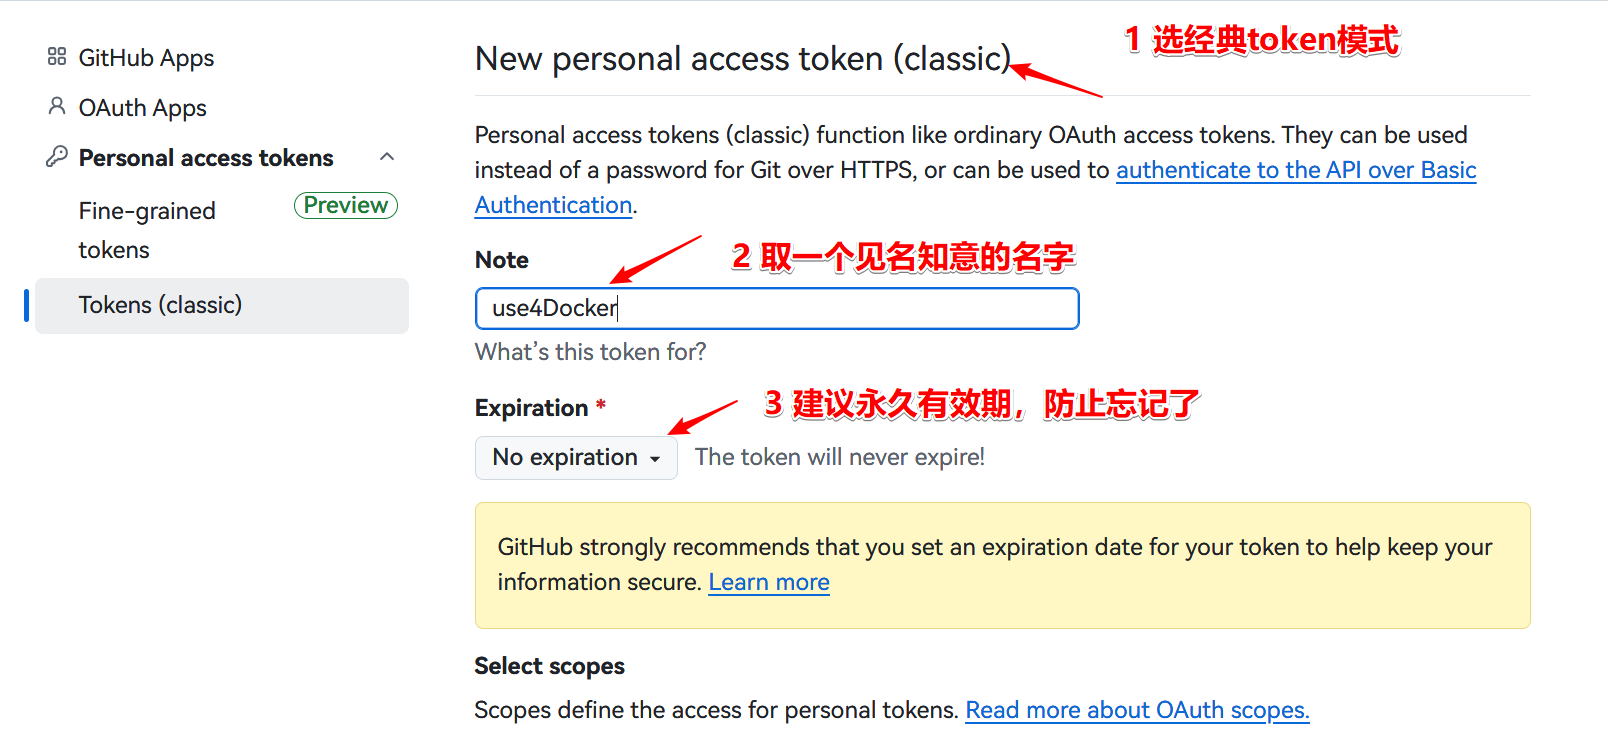 GitHub Apps
OAuth Apps
Personal access tokens
Fine-grained
tokens
Preview
Tokens (classic)
New personal access token (classic)
1 选经典token模式
Personal access tokens (classic) function like ordinary OAuth access tokens. They can be used
instead of a password for Git over HTTPS, or can be used to authenticate to the API over Basic
Authentication.
Note
2 取一个见名知意的名字
use4Docker
What's this token for?
Expiration *
3 建议永久有效期，防止忘记了
No expiration
The token will never expire!
GitHub strongly recommends that you set an expiration date for your token to help keep your
information secure. Learn more
Select scopes
Scopes define the access for personal tokens. Read more about OAuth scopes.